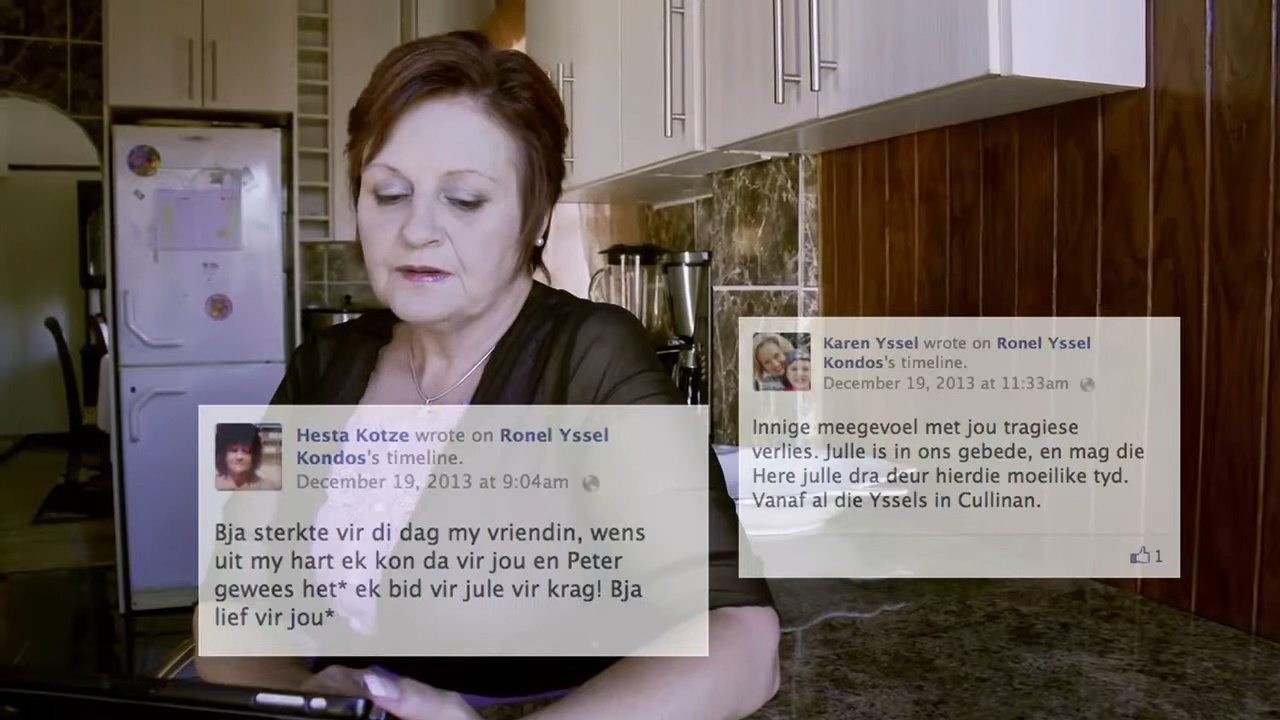 Hesta Kotze wrote on Ronel Yssel
Kondos's timeline.
December 19, 2013 at 9:04am
Bja sterkte vir di dag my vriendin, wens
uit my hart ek kon da vir jou en Peter
gewees het* ek bid vir jule vir krag! Bja
lief vir jou*
Karen Yssel wrote on Ronel Yssel
Kondos's timeline.
December 19, 2013 at 11:33am
Innige meegevoel met jou tragiese
verlies. Julle is in ons gebede, en mag die
Here julle dra deur hierdie moeilike tyd.
Vanaf al die Yssels in Cullinan.
1